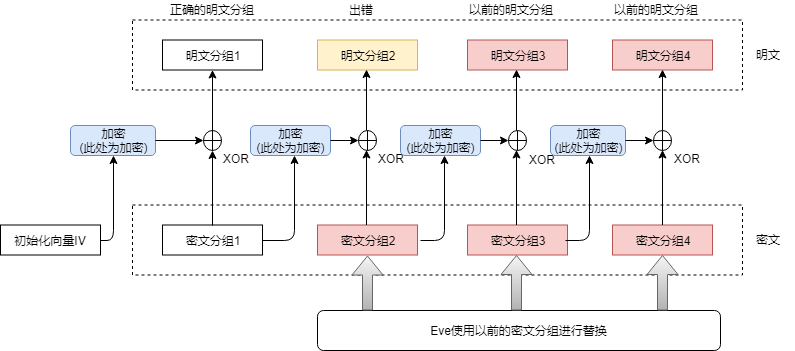 正确的明文分组
出错
以前的明文分组
以前的明文分组
明文分组1
明文分组2
明文分组3
明文分组4
明文
加密
(此处为加密)
XOR
加密
(此处为加密)
XOR
加密
(此处为加密)
XOR
加密
(此处为加密)
XOR
初始化向量IV
密文分组1
密文分组2
密文分组3
密文分组4
密文
Eve使用以前的密文分组进行替换